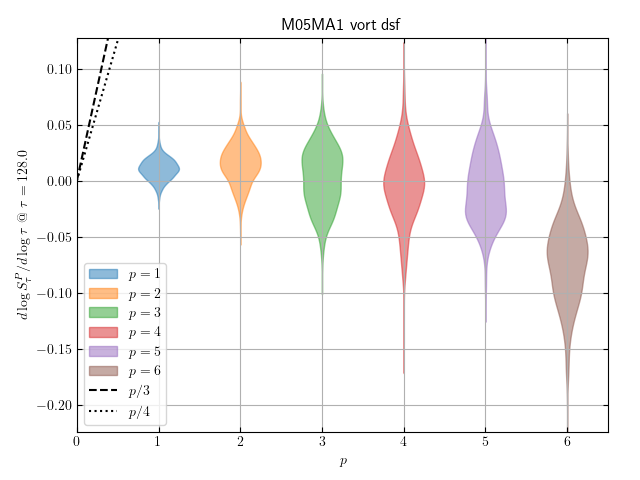 M05MA1 vort dsf
d log S_τ^P / d log τ @ τ = 128.0
0.10
0.05
0.00
−0.05
−0.10
−0.15
−0.20
p = 1
p = 2
p = 3
p = 4
p = 5
p = 6
p/3
p/4
0 1 2 3 4 5 6
p